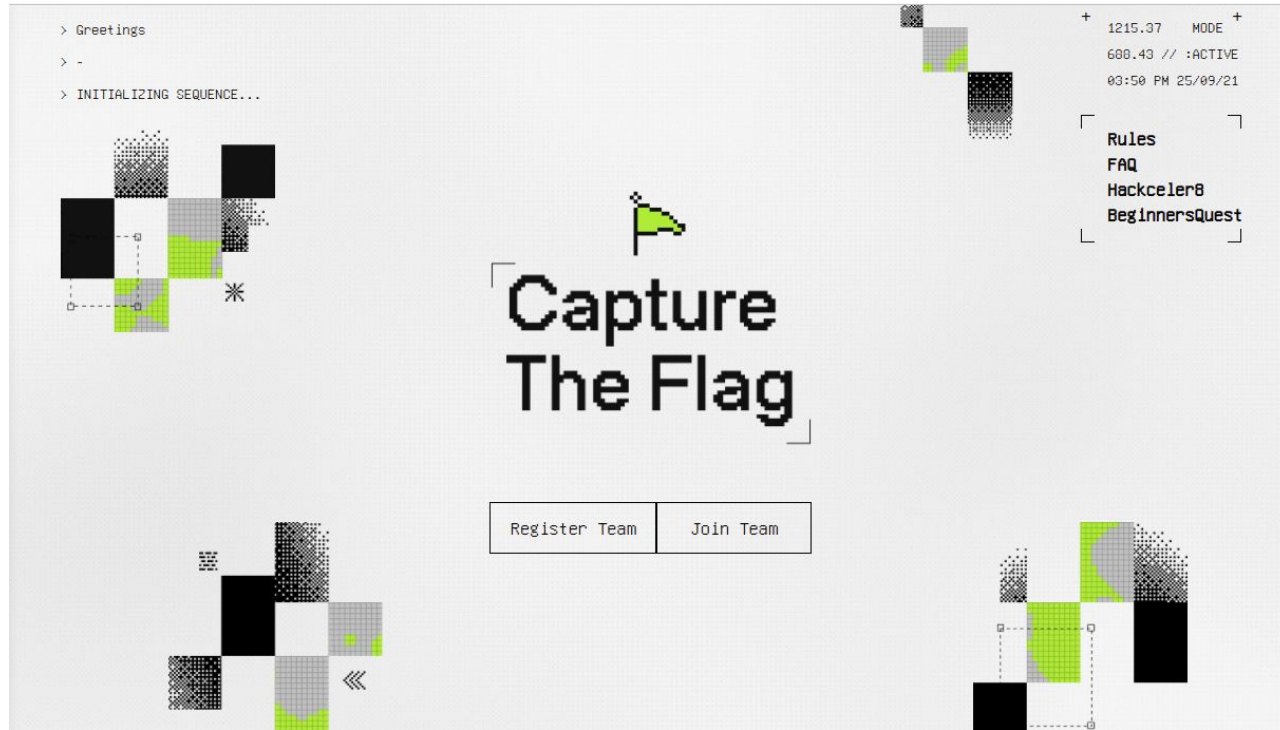 > Greetings
> -
> INITIALIZING SEQUENCE...
1215.37 MODE
688.43 // :ACTIVE
03:50 PM 25/09/21
Rules
FAQ
Hackceler8
BeginnersQuest
Capture
The Flag
Register Team
Join Team